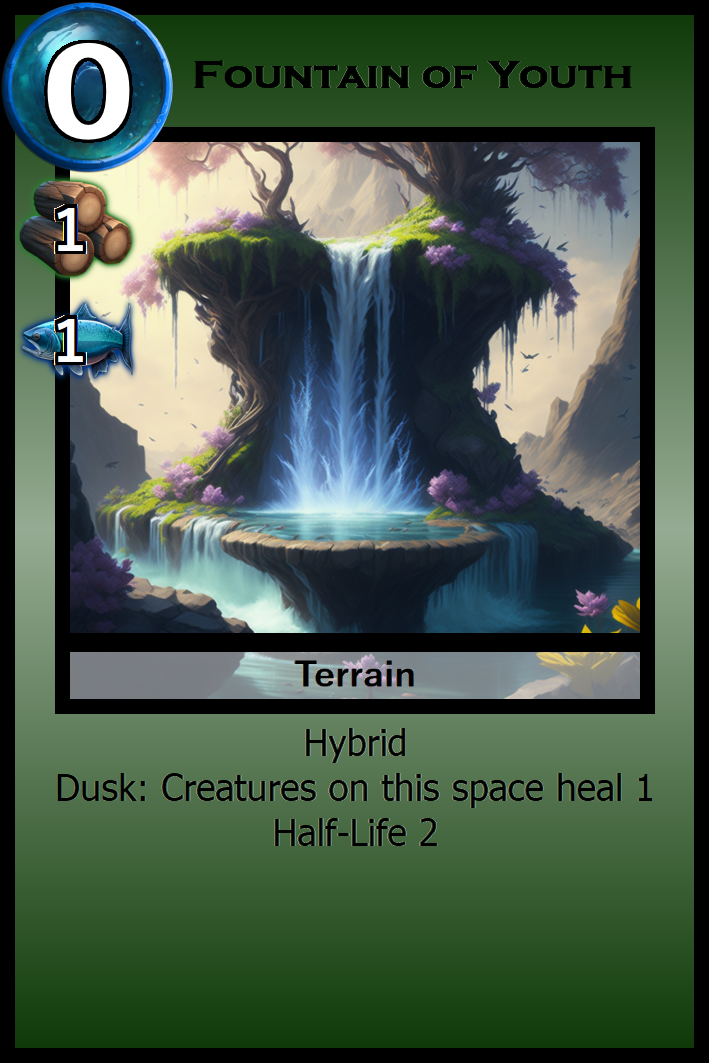 0
Fountain of Youth
1
1
Terrain
Hybrid
Dusk: Creatures on this space heal 1
Half-Life 2